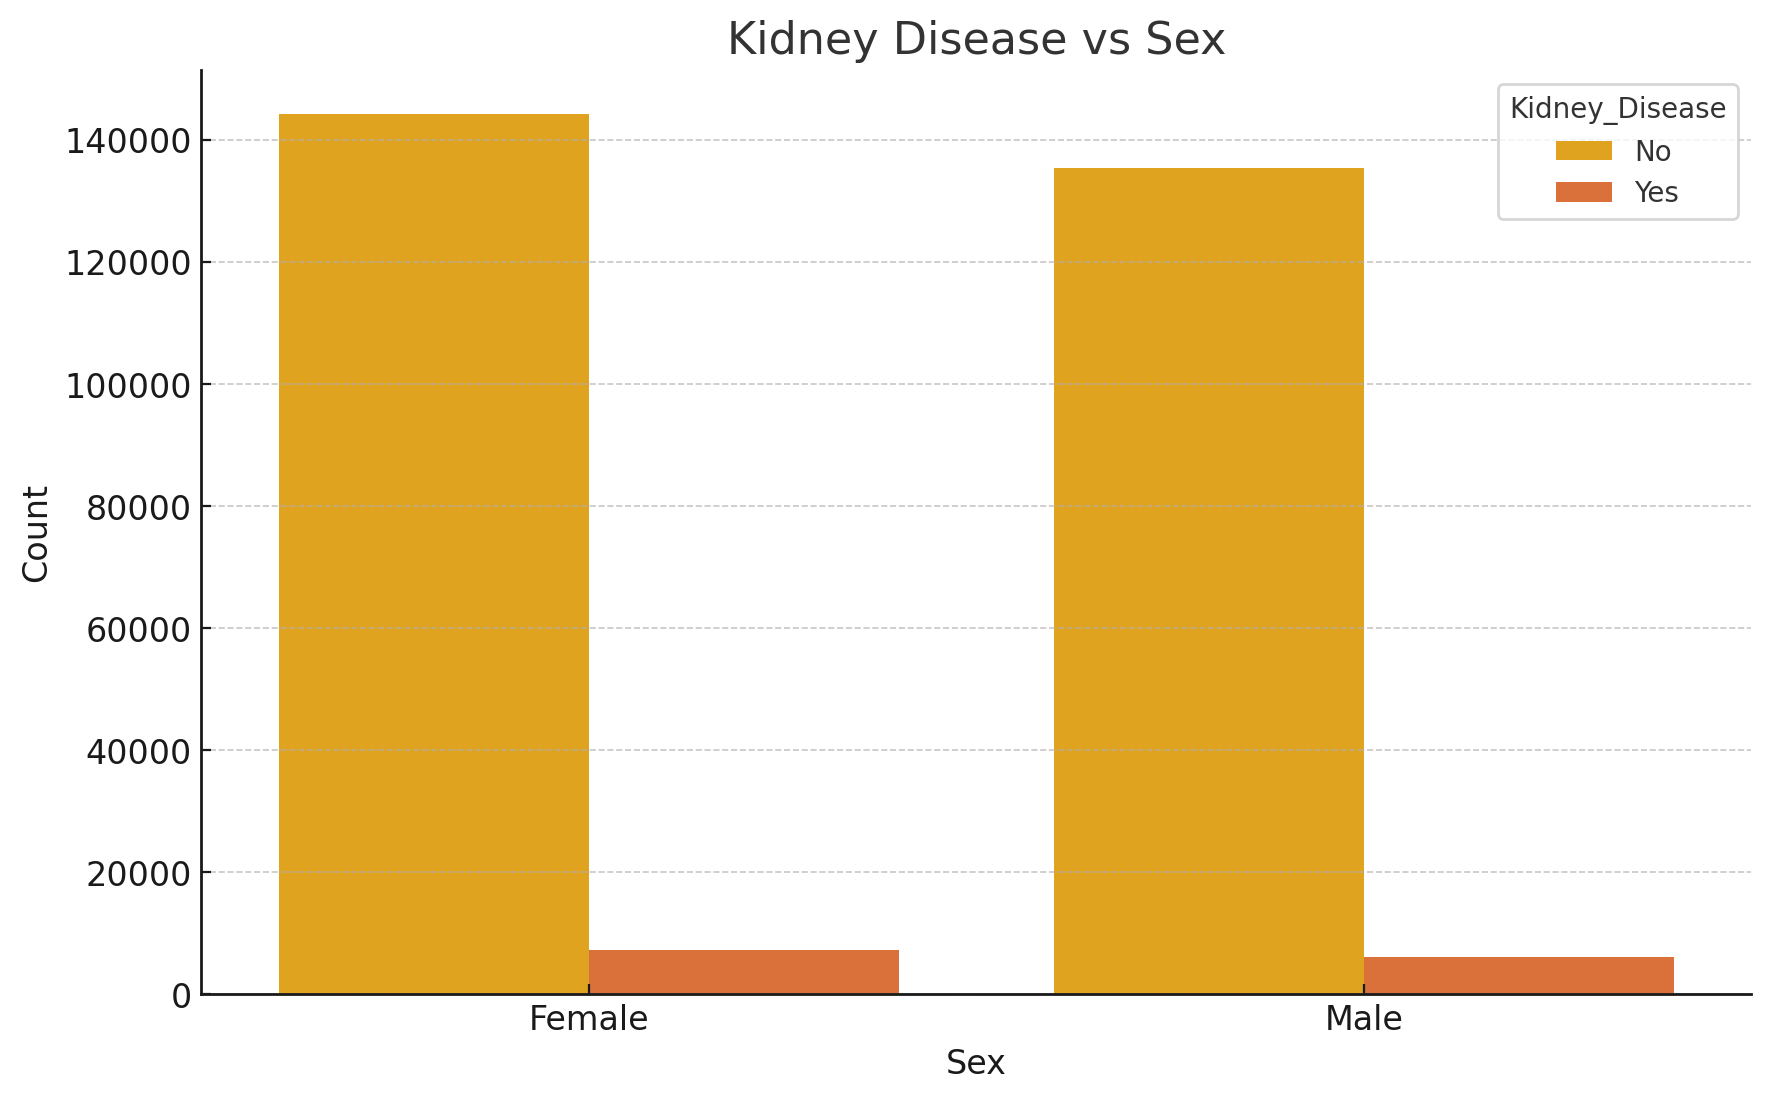 Kidney Disease vs Sex
Kidney_Disease
No
Yes
Count
140000
120000
100000
80000
60000
40000
20000
0
Female
Male
Sex